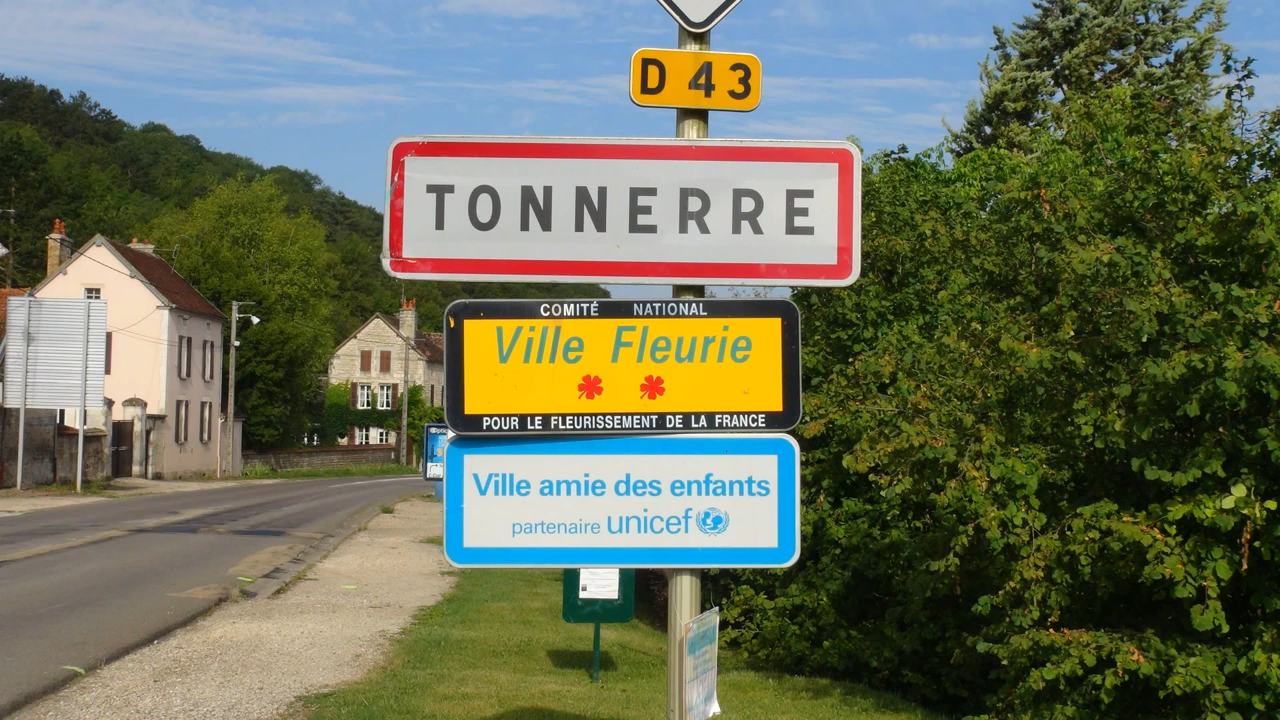 D 43
TONNERRE
COMITÉ NATIONAL
Ville Fleurie
POUR LE FLEURISSEMENT DE LA FRANCE
Ville amie des enfants
partenaire unicef